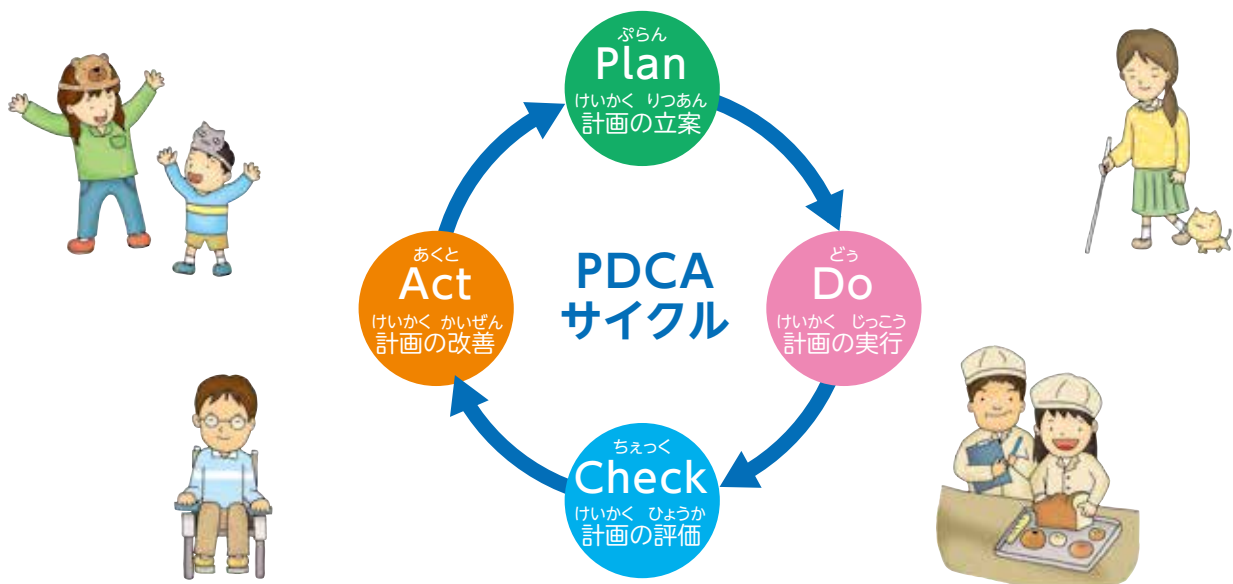 ぷらん
Plan
けいかく りつあん
計画の立案
どぅ
Do
けいかく じっこう
計画の実行
ちぇっく
Check
けいかく ひょうか
計画の評価
あくと
Act
けいかく かいぜん
計画の改善
PDCA
サイクル